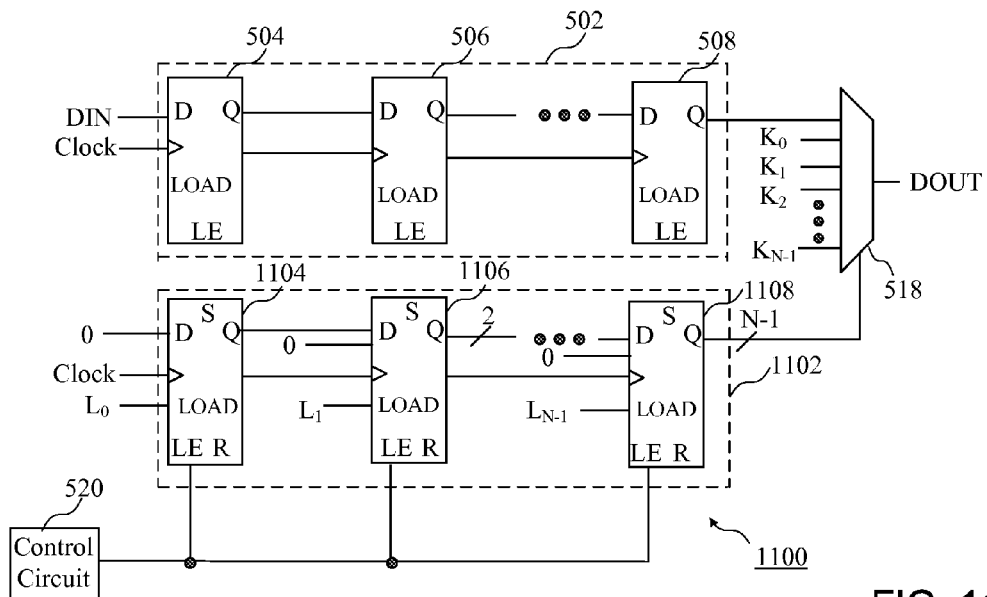 504 506 502 508
D Q D Q D Q
DIN
Clock
LOAD LOAD LOAD
LE LE LE
K0
K1
K2
KN-1
DOUT
518
1104 1106 1108
S S S
0 D Q 0 D Q 2 0 D Q N-1
Clock
1102
L0 LOAD L1 LOAD LN-1 LOAD
LE R LE R LE R
520
Control
Circuit
1100